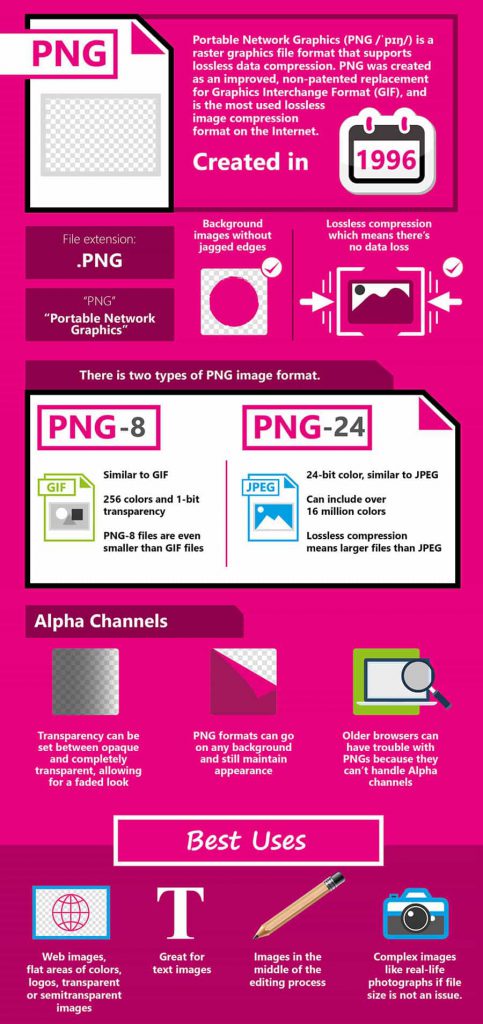 PNG
Portable Network Graphics (PNG /ˈpɪŋ/) is a
raster graphics file format that supports
lossless data compression. PNG was created
as an improved, non-patented replacement
for Graphics Interchange Format (GIF), and
is the most used lossless
image compression
format on the Internet.
Created in
1996
File extension:
.PNG
"PNG"
"Portable Network
Graphics"
Background
images without
jagged edges
Lossless compression
which means there's
no data loss
There is two types of PNG image format.
PNG-8
GIF
Similar to GIF
256 colors and 1-bit
transparency
PNG-8 files are even
smaller than GIF files
PNG-24
JPEG
24-bit color, similar to JPEG
Can include over
16 million colors
Lossless compression
means larger files than JPEG
Alpha Channels
Transparency can be
set between opaque
and completely
transparent, allowing
for a faded look
PNG formats can go
on any background
and still maintain
appearance
Older browsers can
have trouble with
PNGs because they
can't handle Alpha
channels
Best Uses
Web images,
flat areas of colors,
logos, transparent
or semitransparent
images
T
Great for
text images
Images in the
middle of the
editing process
Complex images
like real-life
photographs if file
size is not an issue.